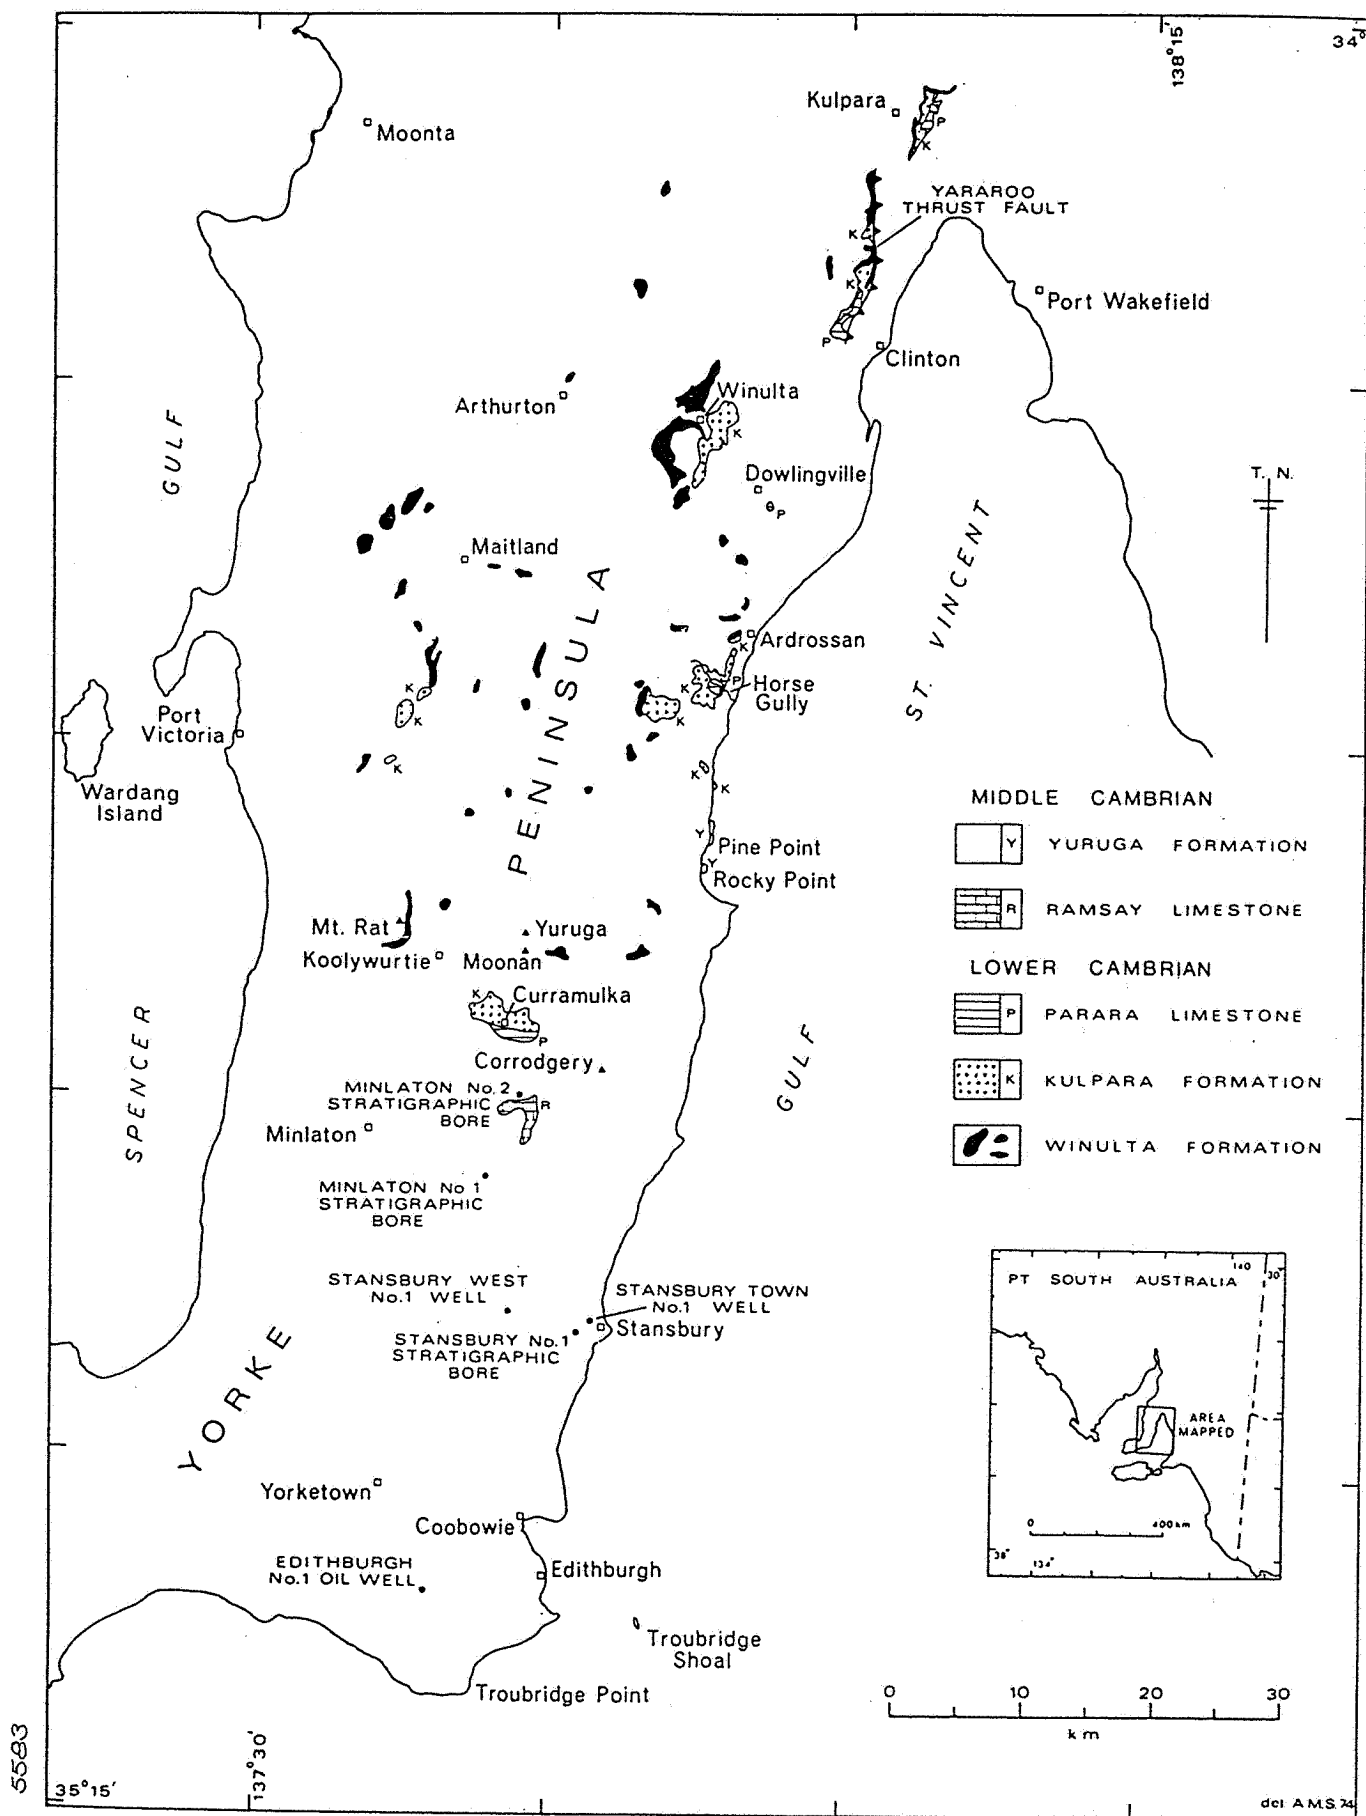 138°15'
34°
Kulpara
P
K
Moonta
YARAROO
THRUST FAULT
K
K
Port Wakefield
P
Clinton
Winulta
Arthurton
K
GULF
Dowlingville
P
T. N.
Maitland
ST. VINCENT
PENINSULA
Ardrossan
K
P
Horse
Gully
K
K
K
K
Port
Victoria
K
K
K
Wardang
Island
MIDDLE CAMBRIAN
Y
Pine Point
Y
Rocky Point
Y YURUGA FORMATION
R RAMSAY LIMESTONE
Mt. Rat
Yuruga
Koolywurtie
Moonan
LOWER CAMBRIAN
K
Curramulka
P
P PARARA LIMESTONE
SPENCER
GULF
Corrodgery
K KULPARA FORMATION
MINLATON No.2
STRATIGRAPHIC
BORE
R
Minlaton
WINULTA FORMATION
MINLATON No 1
STRATIGRAPHIC
BORE
STANSBURY WEST
No.1 WELL
STANSBURY TOWN
No.1 WELL
Stansbury
STANSBURY No.1
STRATIGRAPHIC
BORE
PT SOUTH AUSTRALIA
140
30°
AREA
MAPPED
0 400km
38°
134°
YORKE
Yorketown
Coobowie
EDITHBURGH
No.1 OIL WELL
Edithburgh
Troubridge
Shoal
Troubridge Point
0 10 20 30
km
5583
35°15'
137°30'
del A.M.S. 74